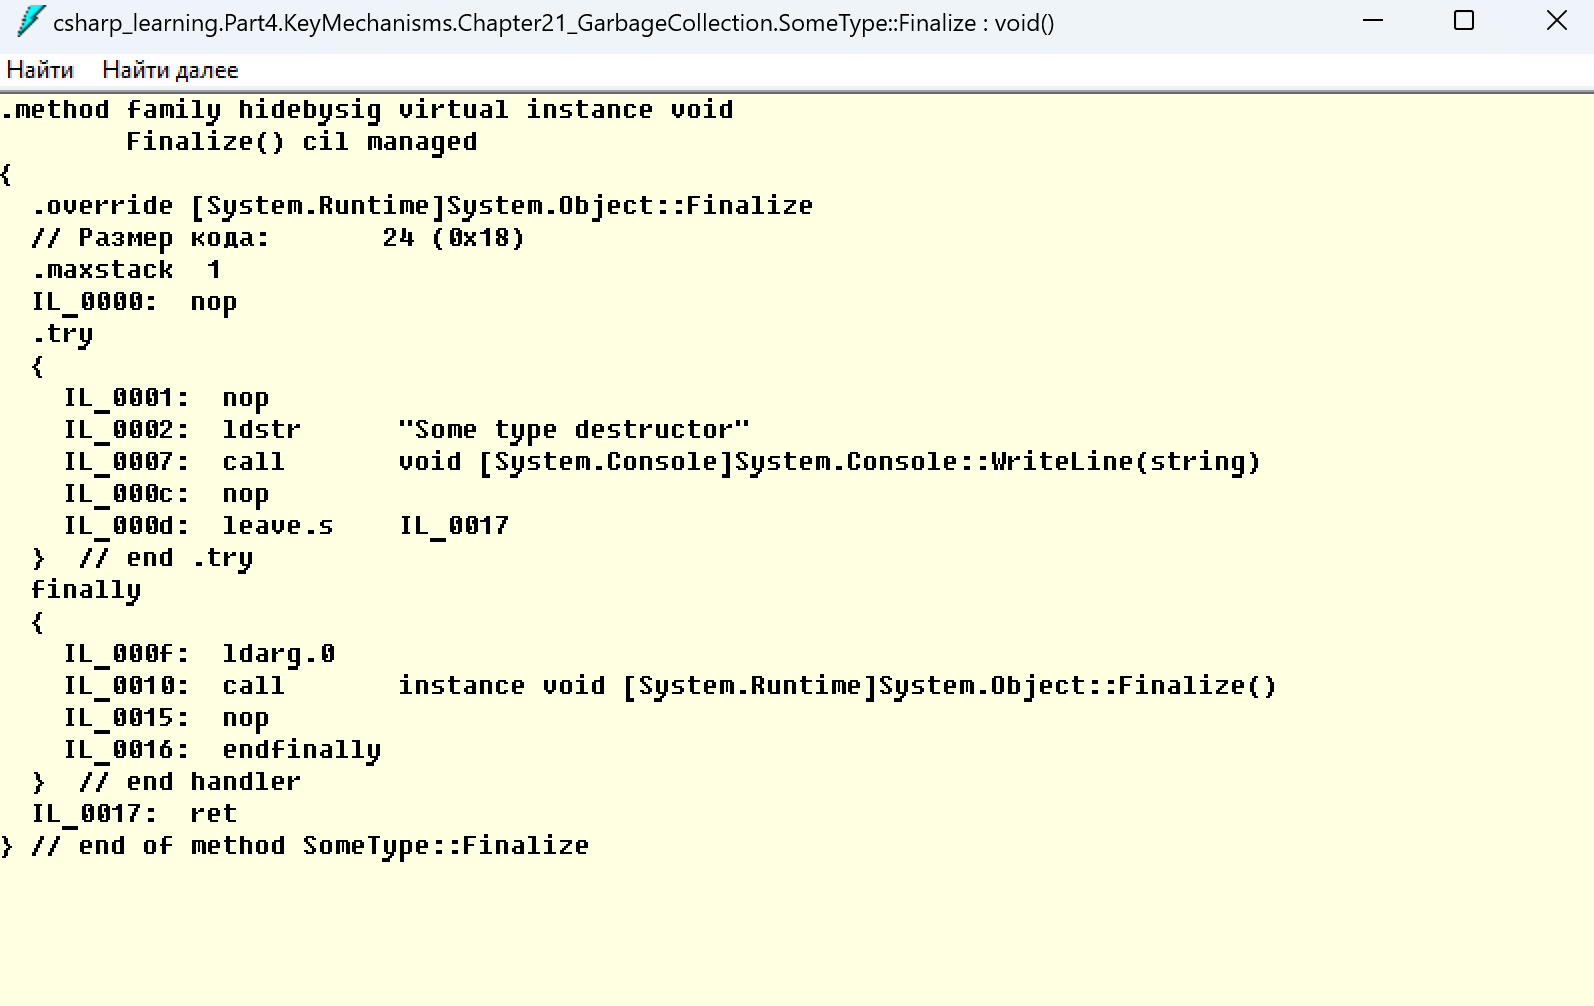 csharp_learning.Part4.KeyMechanisms.Chapter21_GarbageCollection.SomeType::Finalize : void()
Найти Найти далее
.method family hidebysig virtual instance void
        Finalize() cil managed
{
  .override [System.Runtime]System.Object::Finalize
  // Размер кода:       24 (0x18)
  .maxstack  1
  IL_0000:  nop
  .try
  {
    IL_0001:  nop
    IL_0002:  ldstr      "Some type destructor"
    IL_0007:  call       void [System.Console]System.Console::WriteLine(string)
    IL_000c:  nop
    IL_000d:  leave.s    IL_0017
  }  // end .try
  finally
  {
    IL_000f:  ldarg.0
    IL_0010:  call       instance void [System.Runtime]System.Object::Finalize()
    IL_0015:  nop
    IL_0016:  endfinally
  }  // end handler
  IL_0017:  ret
} // end of method SomeType::Finalize